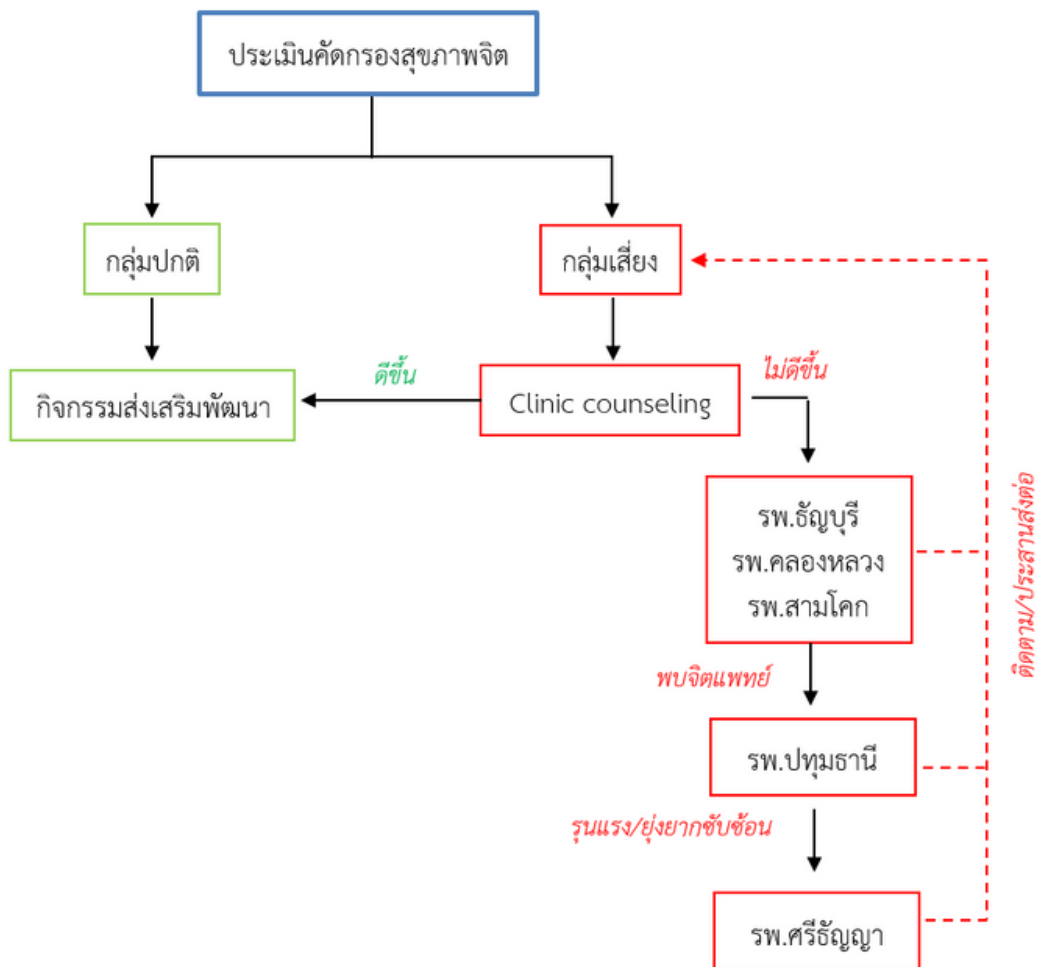 ประเมินคัดกรองสุขภาพจิต
กลุ่มปกติ
กลุ่มเสี่ยง
ดีขึ้น
ไม่ดีขึ้น
กิจกรรมส่งเสริมพัฒนา
Clinic counseling
รพ.ธัญบุรี
รพ.คลองหลวง
รพ.สามโคก
ติดตาม/ประสานส่งต่อ
พบจิตแพทย์
รพ.ปทุมธานี
รุนแรง/ยุ่งยากซับซ้อน
รพ.ศรีธัญญา